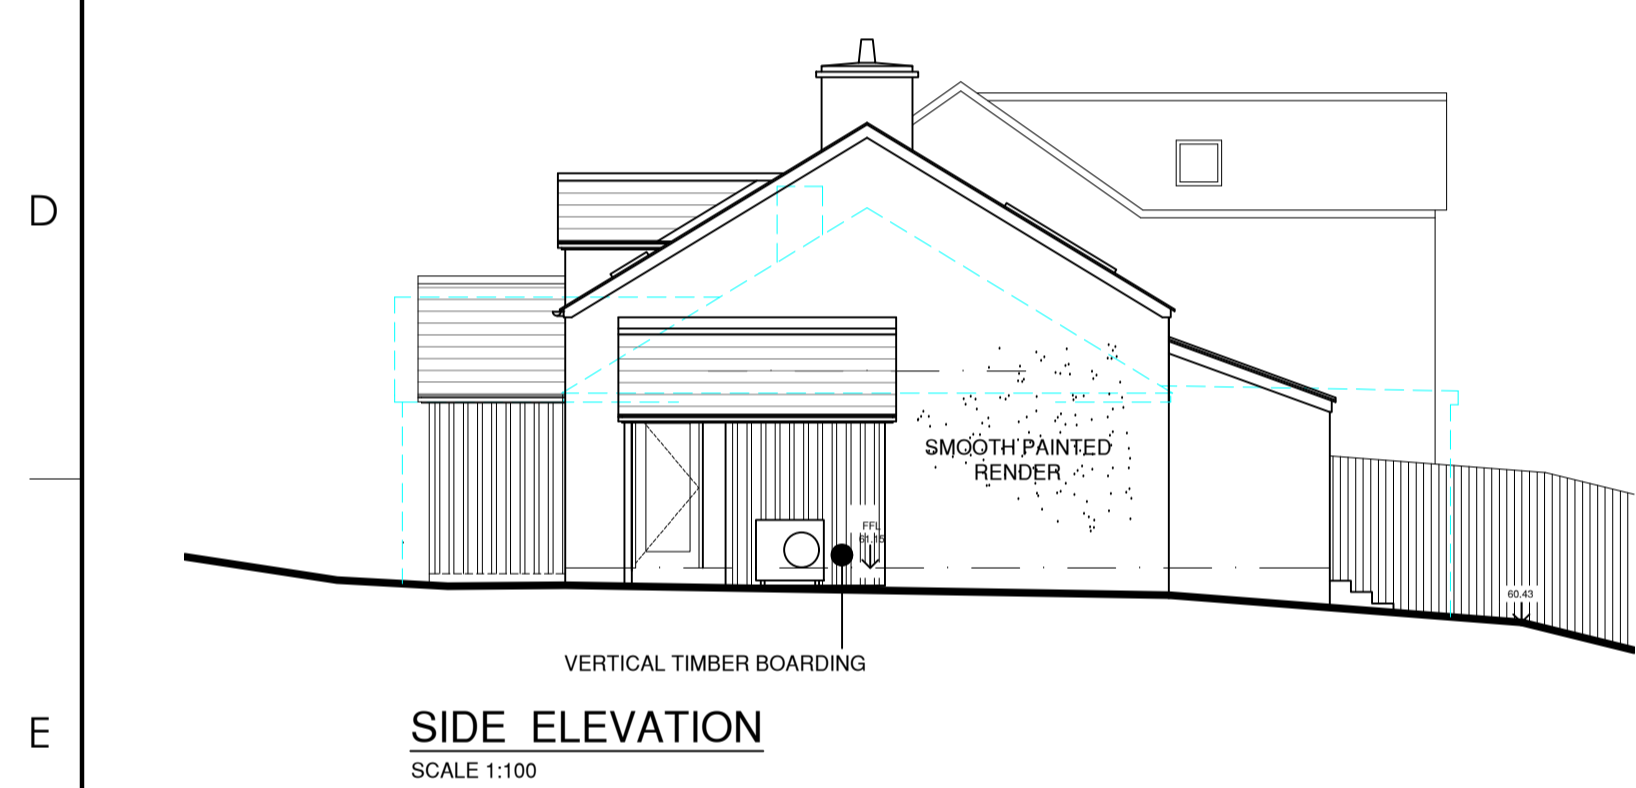 D
SMOOTH PAINTED
RENDER
FFL
61.15
60.43
VERTICAL TIMBER BOARDING
SIDE ELEVATION
E
SCALE 1:100